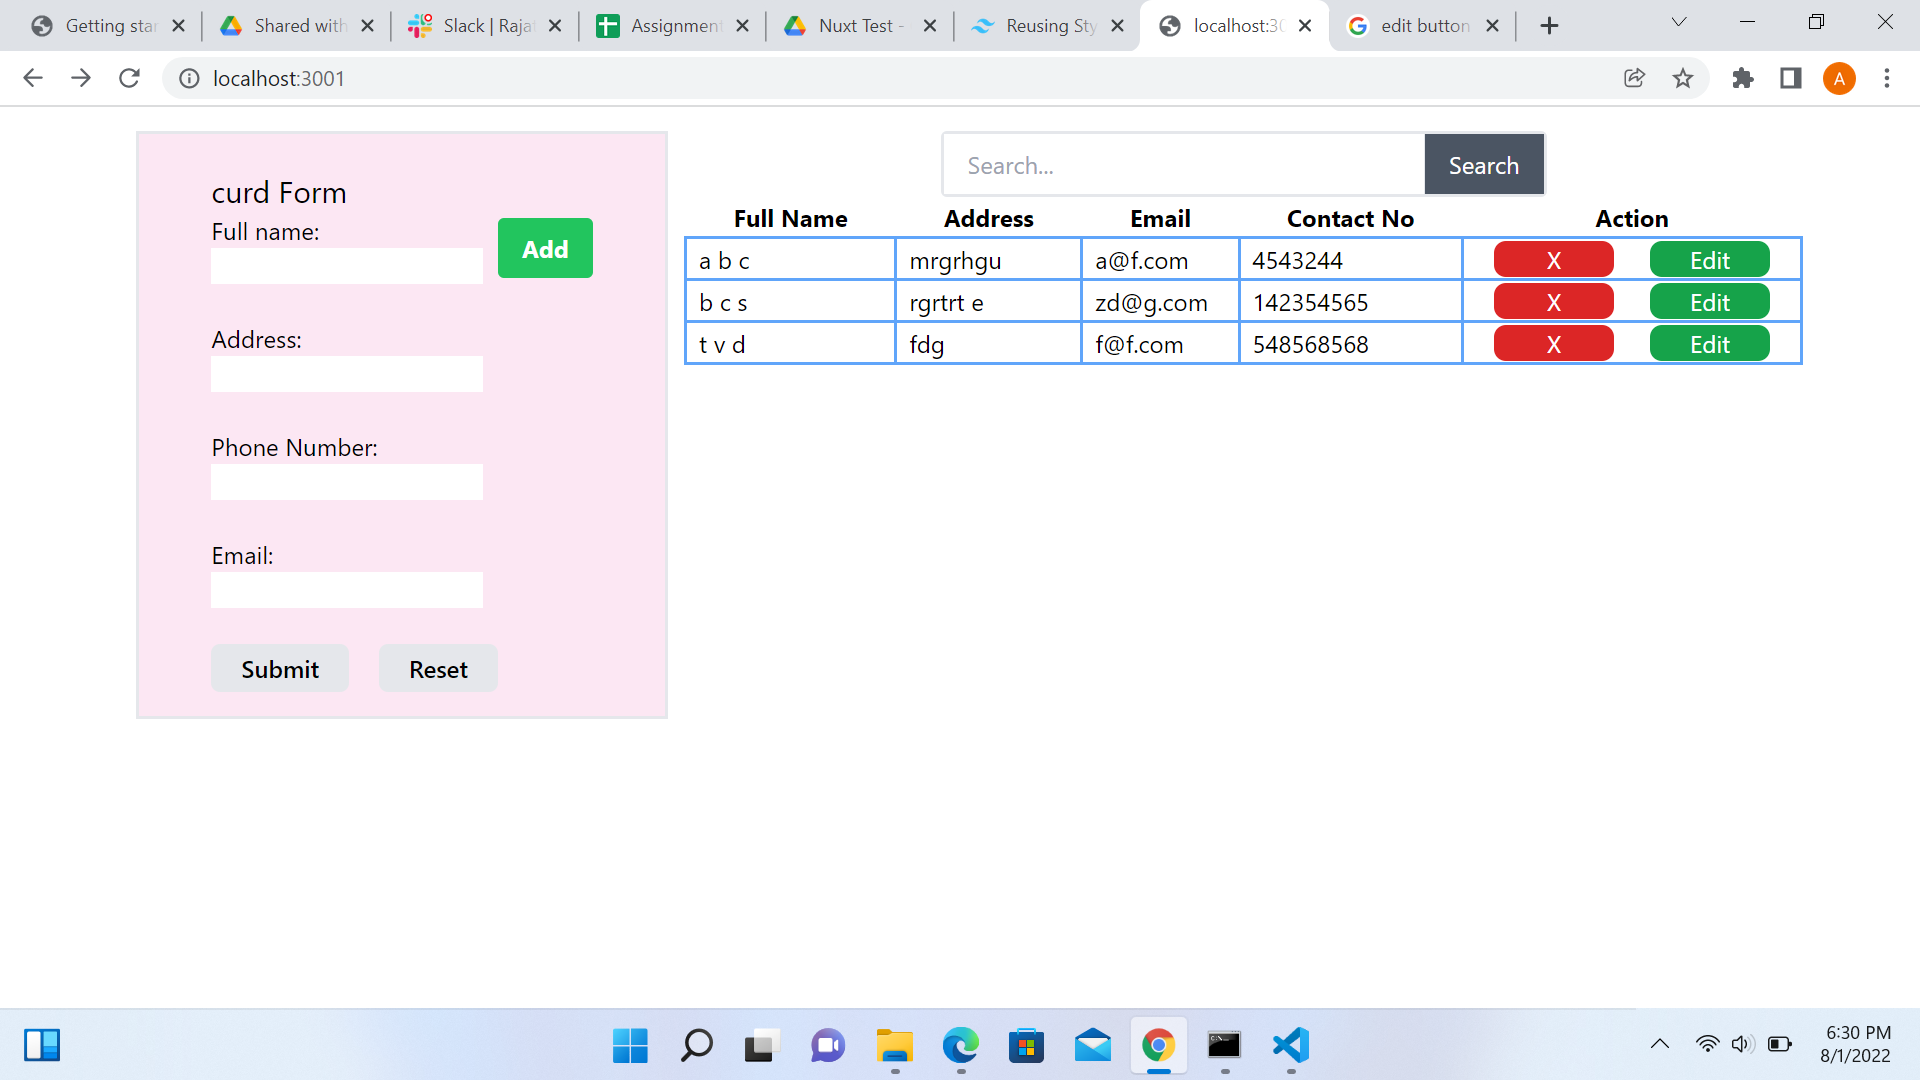 Getting star
Shared with
Slack | Rajat
Assignment
Nuxt Test -
Reusing Sty
localhost:30
edit button
localhost:3001
A
curd Form
Full name:
Add
Address:
Phone Number:
Email:
Submit Reset
Search... Search
Full Name Address Email Contact No Action
a b c mrgrhgu a@f.com 4543244 X Edit
b c s rgrtrt e zd@g.com 142354565 X Edit
t v d fdg f@f.com 548568568 X Edit
6:30 PM
8/1/2022